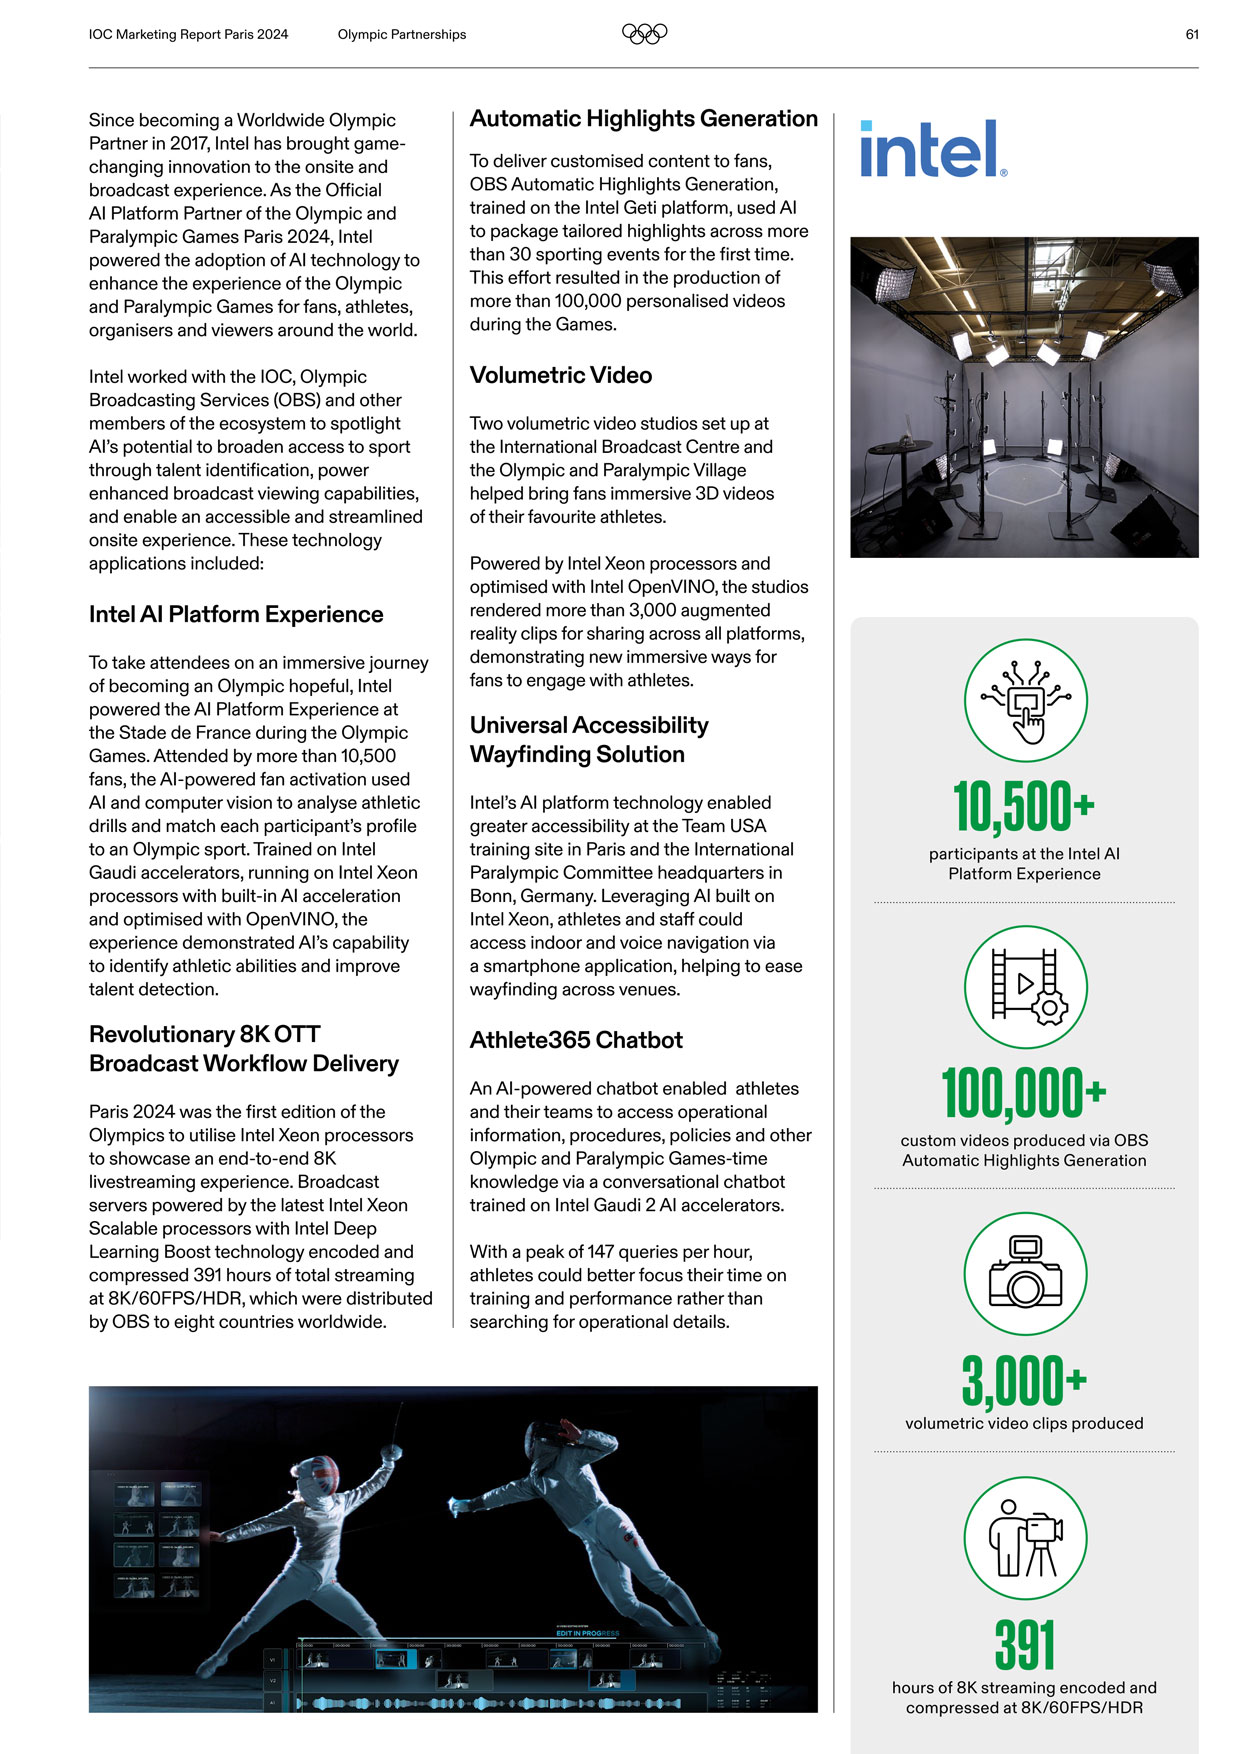 IOC Marketing Report Paris 2024
Olympic Partnerships
61
Since becoming a Worldwide Olympic
Partner in 2017, Intel has brought game-
changing innovation to the onsite and
broadcast experience. As the Official
AI Platform Partner of the Olympic and
Paralympic Games Paris 2024, Intel
powered the adoption of AI technology to
enhance the experience of the Olympic
and Paralympic Games for fans, athletes,
organisers and viewers around the world.
Intel worked with the IOC, Olympic
Broadcasting Services (OBS) and other
members of the ecosystem to spotlight
AI’s potential to broaden access to sport
through talent identification, power
enhanced broadcast viewing capabilities,
and enable an accessible and streamlined
onsite experience. These technology
applications included:
Intel AI Platform Experience
To take attendees on an immersive journey
of becoming an Olympic hopeful, Intel
powered the AI Platform Experience at
the Stade de France during the Olympic
Games. Attended by more than 10,500
fans, the AI-powered fan activation used
AI and computer vision to analyse athletic
drills and match each participant’s profile
to an Olympic sport. Trained on Intel
Gaudi accelerators, running on Intel Xeon
processors with built-in AI acceleration
and optimised with OpenVINO, the
experience demonstrated AI’s capability
to identify athletic abilities and improve
talent detection.
Revolutionary 8K OTT
Broadcast Workflow Delivery
Paris 2024 was the first edition of the
Olympics to utilise Intel Xeon processors
to showcase an end-to-end 8K
livestreaming experience. Broadcast
servers powered by the latest Intel Xeon
Scalable processors with Intel Deep
Learning Boost technology encoded and
compressed 391 hours of total streaming
at 8K/60FPS/HDR, which were distributed
by OBS to eight countries worldwide.
Automatic Highlights Generation
To deliver customised content to fans,
OBS Automatic Highlights Generation,
trained on the Intel Geti platform, used AI
to package tailored highlights across more
than 30 sporting events for the first time.
This effort resulted in the production of
more than 100,000 personalised videos
during the Games.
Volumetric Video
Two volumetric video studios set up at
the International Broadcast Centre and
the Olympic and Paralympic Village
helped bring fans immersive 3D videos
of their favourite athletes.
Powered by Intel Xeon processors and
optimised with Intel OpenVINO, the studios
rendered more than 3,000 augmented
reality clips for sharing across all platforms,
demonstrating new immersive ways for
fans to engage with athletes.
Universal Accessibility
Wayfinding Solution
Intel’s AI platform technology enabled
greater accessibility at the Team USA
training site in Paris and the International
Paralympic Committee headquarters in
Bonn, Germany. Leveraging AI built on
Intel Xeon, athletes and staff could
access indoor and voice navigation via
a smartphone application, helping to ease
wayfinding across venues.
Athlete365 Chatbot
An AI-powered chatbot enabled athletes
and their teams to access operational
information, procedures, policies and other
Olympic and Paralympic Games-time
knowledge via a conversational chatbot
trained on Intel Gaudi 2 AI accelerators.
With a peak of 147 queries per hour,
athletes could better focus their time on
training and performance rather than
searching for operational details.
EDIT IN PROGRESS
V1
V2
A1
intel®
10,500+
participants at the Intel AI
Platform Experience
100,000+
custom videos produced via OBS
Automatic Highlights Generation
3,000+
volumetric video clips produced
391
hours of 8K streaming encoded and
compressed at 8K/60FPS/HDR